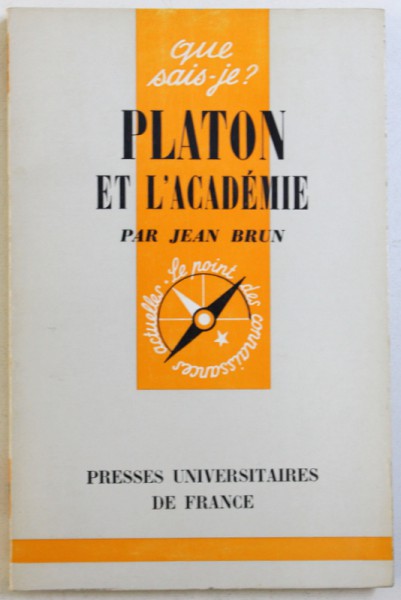 que
sais-je?
PLATON
ET L'ACADÉMIE
PAR JEAN BRUN
Le point des connaissances actuelles.
PRESSES UNIVERSITAIRES
DE FRANCE